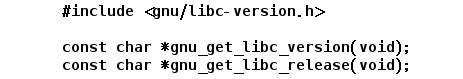 #include <gnu/libc-version.h>
const char *gnu_get_libc_version(void);
const char *gnu_get_libc_release(void);